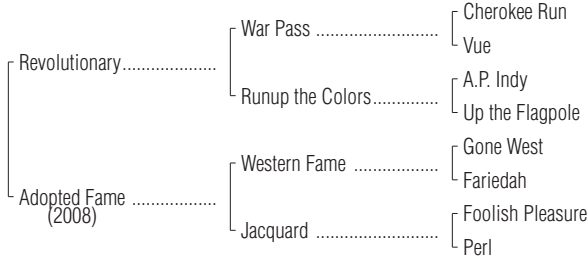 Cherokee Run
War Pass ..........................
Vue
Revolutionary....................
A.P. Indy
Runup the Colors..............
Up the Flagpole
Gone West
Western Fame ..................
Fariedah
Adopted Fame ..................
(2008)
Foolish Pleasure
Jacquard ..........................
Perl